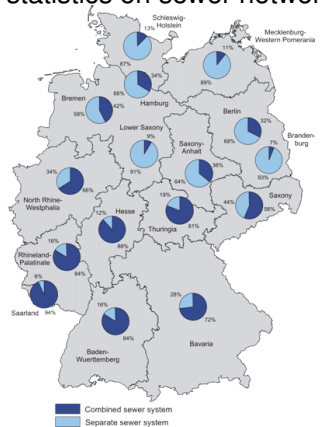 statistics on sewer networ
Schleswig-
Holstein
13%
87%
Mecklenburg-
Western Pomerania
11%
89%
34%
66%
Hamburg
Bremen
42%
58%
Berlin
32%
68%
Branden-
burg
7%
93%
Lower Saxony
9%
91%
Saxony-
Anhalt
36%
64%
34%
66%
North Rhine-
Westphalia
Hesse
12%
88%
19%
81%
Thuringia
Saxony
44%
56%
16%
Rhineland-
Palatinate
84%
6%
Saarland
94%
16%
84%
Baden-
Wuerttemberg
28%
72%
Bavaria
Combined sewer system
Separate sewer system